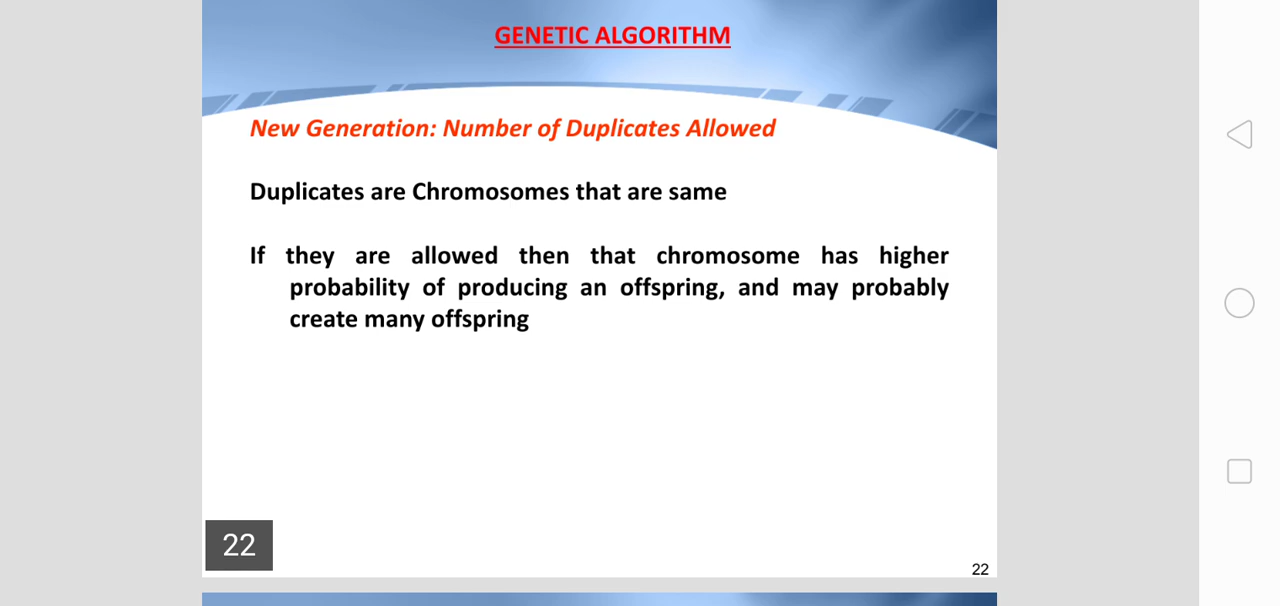 GENETIC ALGORITHM
New Generation: Number of Duplicates Allowed
Duplicates are Chromosomes that are same
If they are allowed then that chromosome has higher
probability of producing an offspring, and may probably
create many offspring
22
22